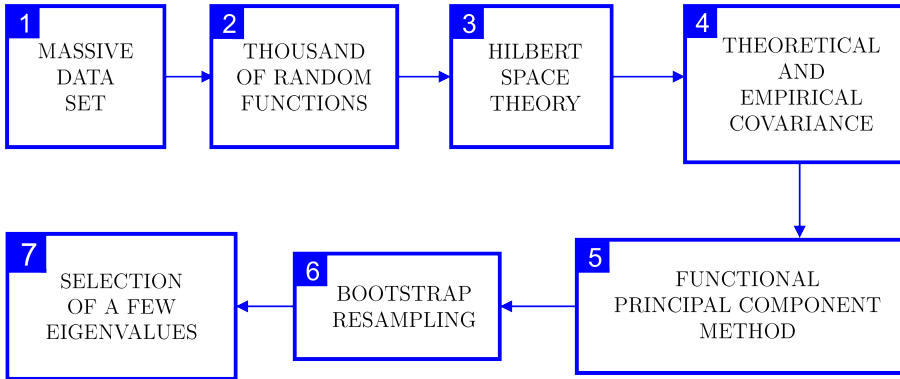 1
MASSIVE
DATA
SET
2
THOUSAND
OF RANDOM
FUNCTIONS
3
HILBERT
SPACE
THEORY
4
THEORETICAL
AND
EMPIRICAL
COVARIANCE
5
FUNCTIONAL
PRINCIPAL COMPONENT
METHOD
6
BOOTSTRAP
RESAMPLING
7
SELECTION
OF A FEW
EIGENVALUES